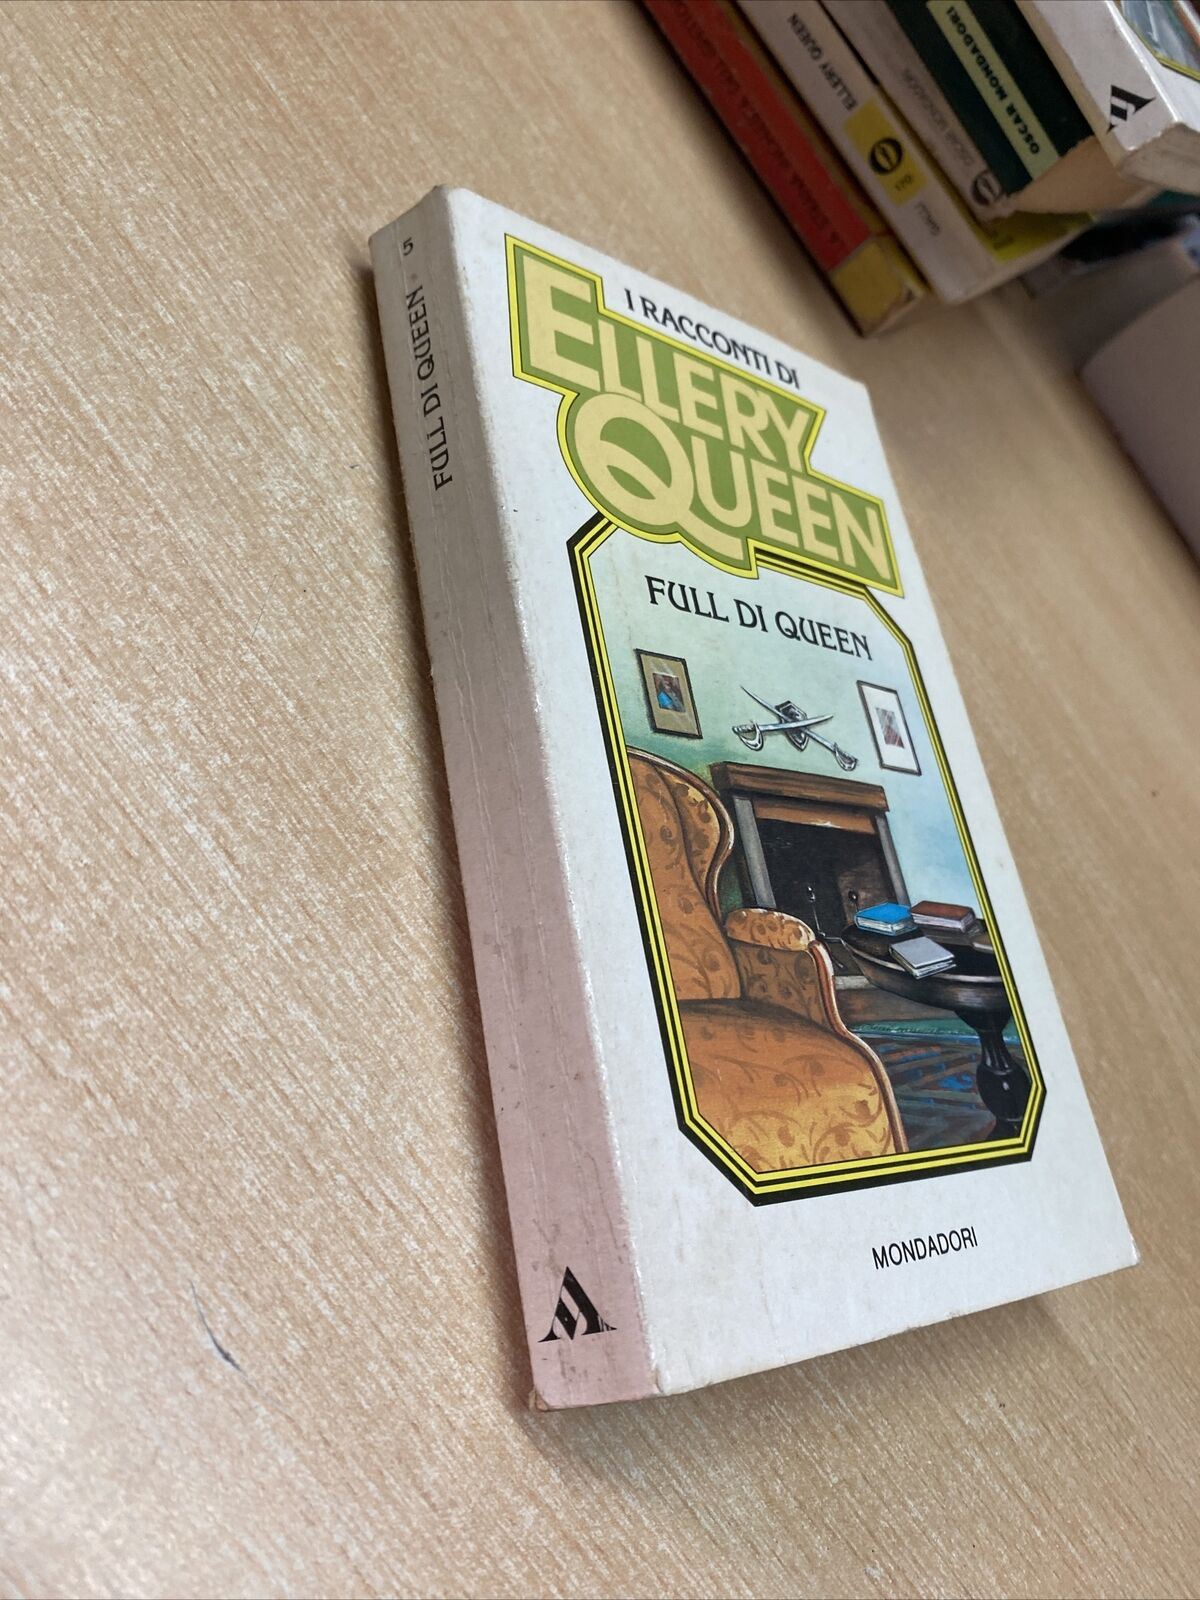 I RACCONTI DI
ELLERY
QUEEN
FULL DI QUEEN
MONDADORI
FULL DI QUEEN • 5
ELLERY QUEEN
OSCAR MONDADORI